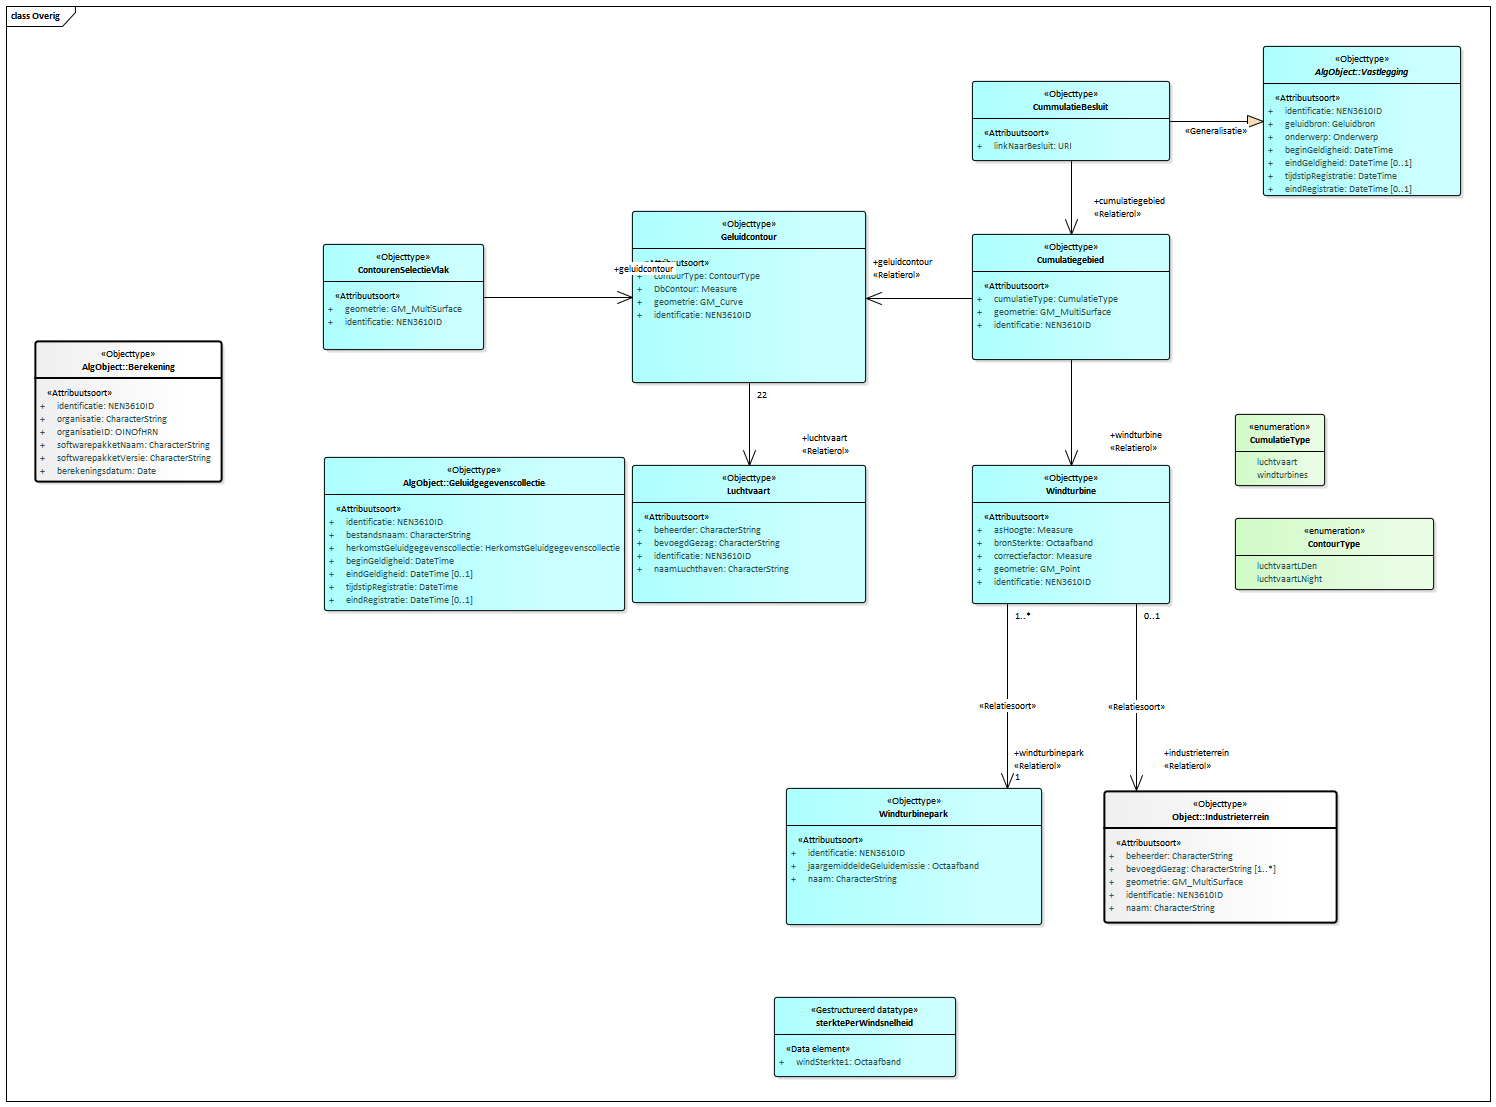 class Overig
«Objecttype»
AlgObject::Vastlegging
«Attribuutsoort»
+ identificatie: NEN3610ID
+ geluidbron: Geluidbron
+ onderwerp: Onderwerp
+ beginGeldigheid: DateTime
+ eindGeldigheid: DateTime [0..1]
+ tijdstipRegistratie: DateTime
+ eindRegistratie: DateTime [0..1]
«Objecttype»
CummulatieBesluit
«Attribuutsoort»
+ linkNaarBesluit: URI
«Generalisatie»
+cumulatiegebied
«Relatierol»
«Objecttype»
Geluidcontour
«Attribuutsoort»
+ contourType: ContourType
+ DbContour: Measure
+ geometrie: GM_Curve
+ identificatie: NEN3610ID
«Objecttype»
ContourenSelectieVlak
«Attribuutsoort»
+ geometrie: GM_MultiSurface
+ identificatie: NEN3610ID
+geluidcontour
+geluidcontour
«Relatierol»
«Objecttype»
Cumulatiegebied
«Attribuutsoort»
+ cumulatieType: CumulatieType
+ geometrie: GM_MultiSurface
+ identificatie: NEN3610ID
«Objecttype»
AlgObject::Berekening
«Attribuutsoort»
+ identificatie: NEN3610ID
+ organisatie: CharacterString
+ organisatieID: OINOfHRN
+ softwarepakketNaam: CharacterString
+ softwarepakketVersie: CharacterString
+ berekeningsdatum: Date
22
+luchtvaart
«Relatierol»
+windturbine
«Relatierol»
«enumeration»
CumulatieType
luchtvaart
windturbines
«Objecttype»
AlgObject::Geluidgegevenscollectie
«Attribuutsoort»
+ identificatie: NEN3610ID
+ bestandsnaam: CharacterString
+ herkomstGeluidgegevenscollectie: HerkomstGeluidgegevenscollectie
+ beginGeldigheid: DateTime
+ eindGeldigheid: DateTime [0..1]
+ tijdstipRegistratie: DateTime
+ eindRegistratie: DateTime [0..1]
«Objecttype»
Luchtvaart
«Attribuutsoort»
+ beheerder: CharacterString
+ bevoegdGezag: CharacterString
+ identificatie: NEN3610ID
+ naamLuchthaven: CharacterString
«Objecttype»
Windturbine
«Attribuutsoort»
+ asHoogte: Measure
+ bronSterkte: Octaafband
+ correctiefactor: Measure
+ geometrie: GM_Point
+ identificatie: NEN3610ID
«enumeration»
ContourType
luchtvaartLDen
luchtvaartLNight
1..*
0..1
«Relatiesoort»
«Relatiesoort»
+windturbinepark
«Relatierol»
1
+industrieterrein
«Relatierol»
«Objecttype»
Windturbinepark
«Attribuutsoort»
+ identificatie: NEN3610ID
+ jaargemiddeldeGeluidemissie : Octaafband
+ naam: CharacterString
«Objecttype»
Object::Industrieterrein
«Attribuutsoort»
+ beheerder: CharacterString
+ bevoegdGezag: CharacterString [1..*]
+ geometrie: GM_MultiSurface
+ identificatie: NEN3610ID
+ naam: CharacterString
«Gestructureerd datatype»
sterktePerWindsnelheid
«Data element»
+ windSterkte1: Octaafband